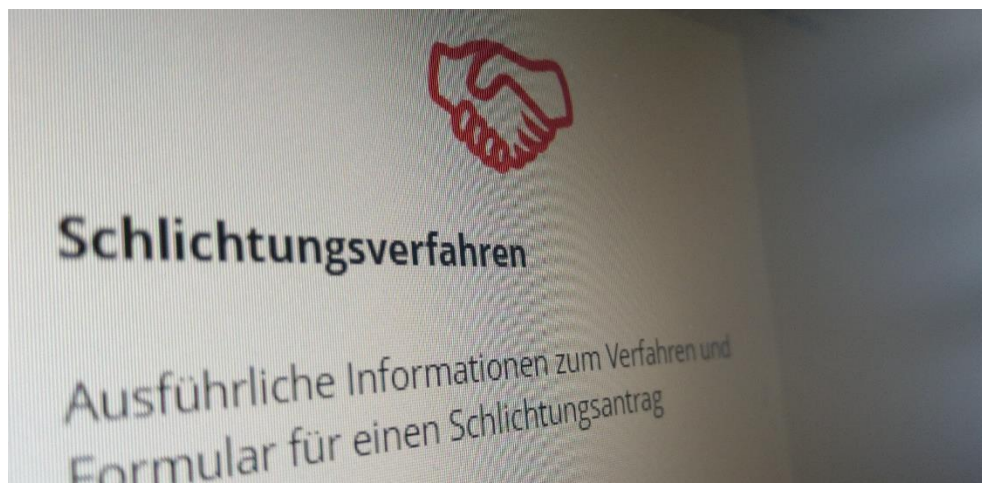 Schlichtungsverfahren
Ausführliche Informationen zum Verfahren und
Formular für einen Schlichtungsantrag